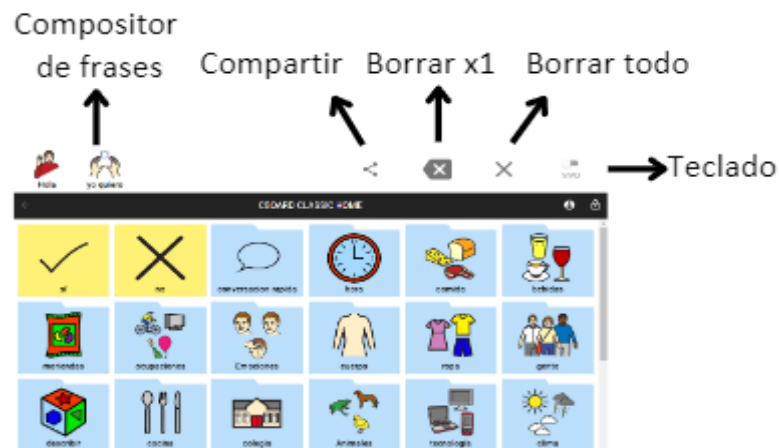 Compositor
de frases
Compartir
Borrar x1
Borrar todo
Hola
yo quiero
Teclado
CBOARD CLASSIC HOME
sí
no
conversacion rapida
hora
comida
bebidas
meriendas
ocupaciones
Emociones
cuerpo
ropa
gente
describir
cocina
colegio
Animales
tecnología
clima